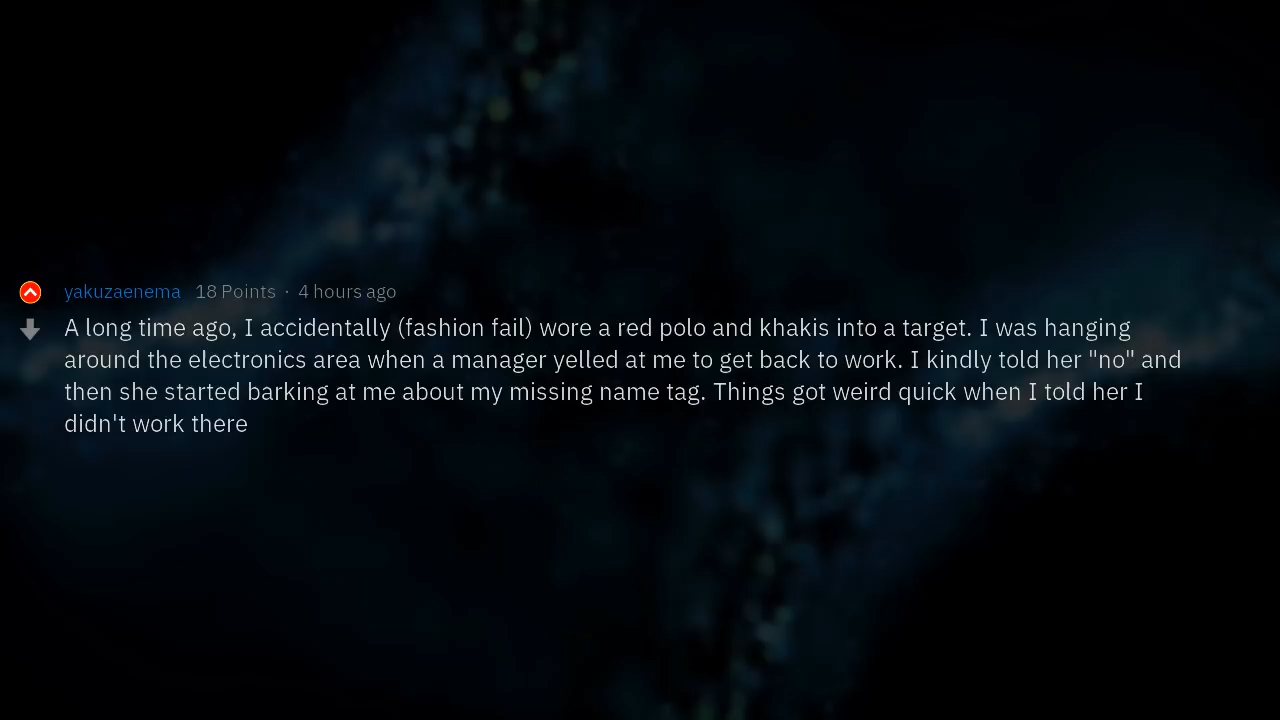 yakuzaenema 18 Points · 4 hours ago
A long time ago, I accidentally (fashion fail) wore a red polo and khakis into a target. I was hanging
around the electronics area when a manager yelled at me to get back to work. I kindly told her "no" and
then she started barking at me about my missing name tag. Things got weird quick when I told her I
didn't work there